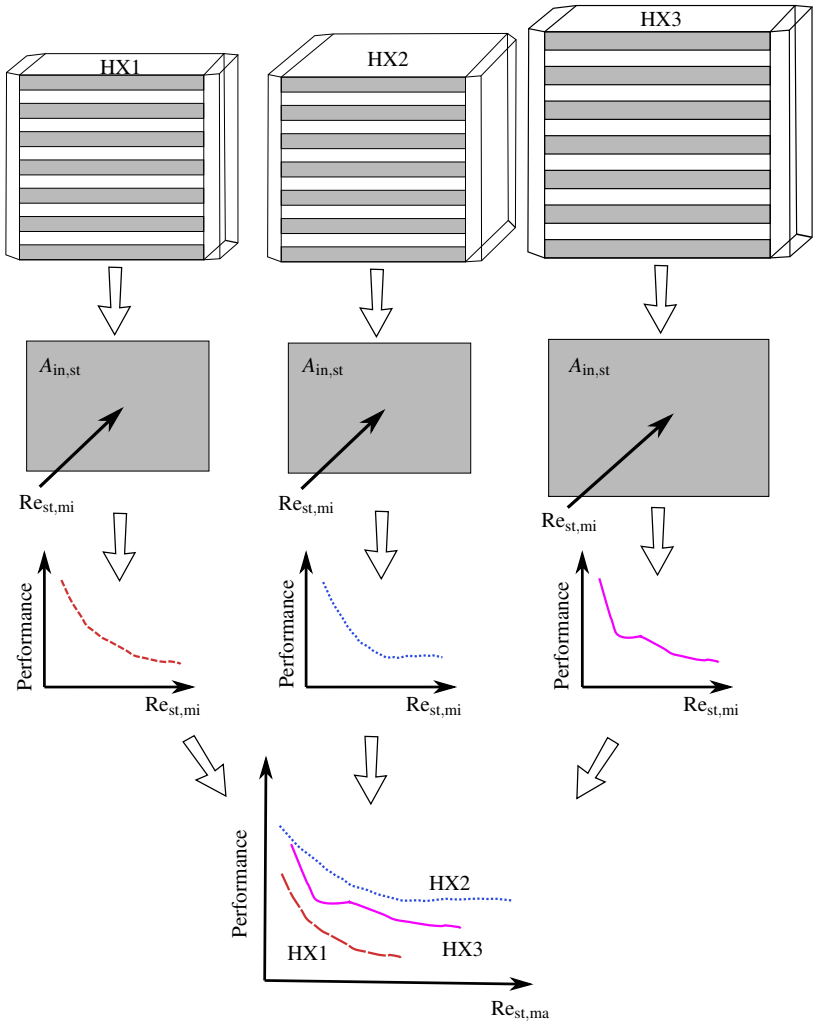 HX1
HX2
HX3
A_in,st
A_in,st
A_in,st
Re_st,mi
Re_st,mi
Re_st,mi
Performance
Re_st,mi
Performance
Re_st,mi
Performance
Re_st,mi
Performance
HX2
HX1
HX3
Re_st,ma